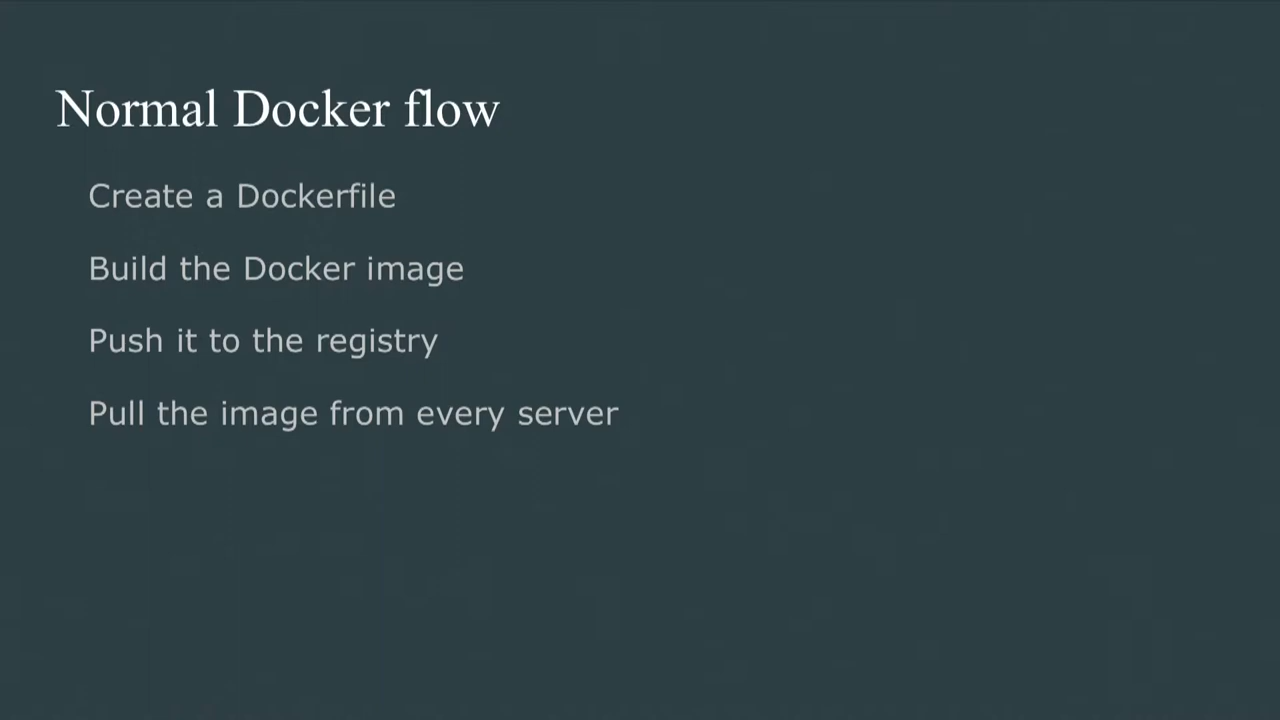 Normal Docker flow
Create a Dockerfile
Build the Docker image
Push it to the registry
Pull the image from every server